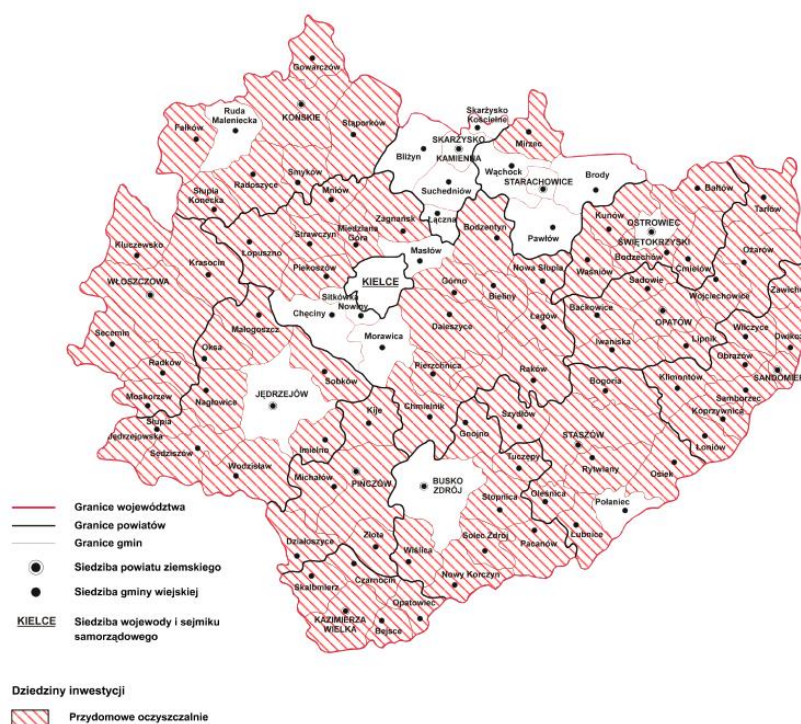 Gowarczów
Ruda
Maleniecka
KOŃSKIE
Fałków
Stąporków
Skarżysko
Kościelne
Mirzec
SKARŻYSKO
KAMIENNA
Bliżyn
Wąchock
STARACHOWICE
Brody
Radoszyce
Smyków
Suchedniów
Słupia
Konecka
Mniów
Łączna
Pawłów
Bałtów
Tarłów
Zagnańsk
Bodzentyn
Kunów
OSTROWIEC
ŚWIĘTOKRZYSKI
Bodzechów
Kluczewsko
Łopuszno
Strawczyn
Miedziana
Góra
Masłów
Waśniów
Ćmielów
Ożarów
Krasocin
Piekoszów
KIELCE
Nowa Słupia
Sadowie
Wojciechowice
Zawicho
WŁOSZCZOWA
Sitkówka
Nowiny
Górno
Bieliny
Baćkowice
OPATÓW
Chęciny
Daleszyce
Łagów
Wilczyce
Dwikoz
Secemin
Małogoszcz
Oksa
Morawica
Iwaniska
Lipnik
Obrazów
Radków
Sobków
Pierzchnica
Raków
SANDOMIER
Klimontów
Samborzec
Moskorzew
Nagłowice
JĘDRZEJÓW
Bogoria
Koprzywnica
Słupia
Jędrzejowska
Kije
Chmielnik
Szydłów
Gnojno
STASZÓW
Łoniów
Sędziszów
Imielno
Tuczępy
Rytwiany
Osiek
Wodzisław
Michałów
PIŃCZÓW
BUSKO
ZDRÓJ
Stopnica
Oleśnica
Połaniec
Działoszyce
Złota
Wiślica
Solec Zdrój
Pacanów
Łubnice
Skalbmierz
Czarnocin
Nowy Korczyn
Opatowiec
KAZIMIERZA
WIELKA
Bejsce
Granice województwa
Granice powiatów
Granice gmin
Siedziba powiatu ziemskiego
Siedziba gminy wiejskiej
KIELCE Siedziba wojewody i sejmiku
samorządowego
Dziedziny inwestycji
Przydomowe oczyszczalnie